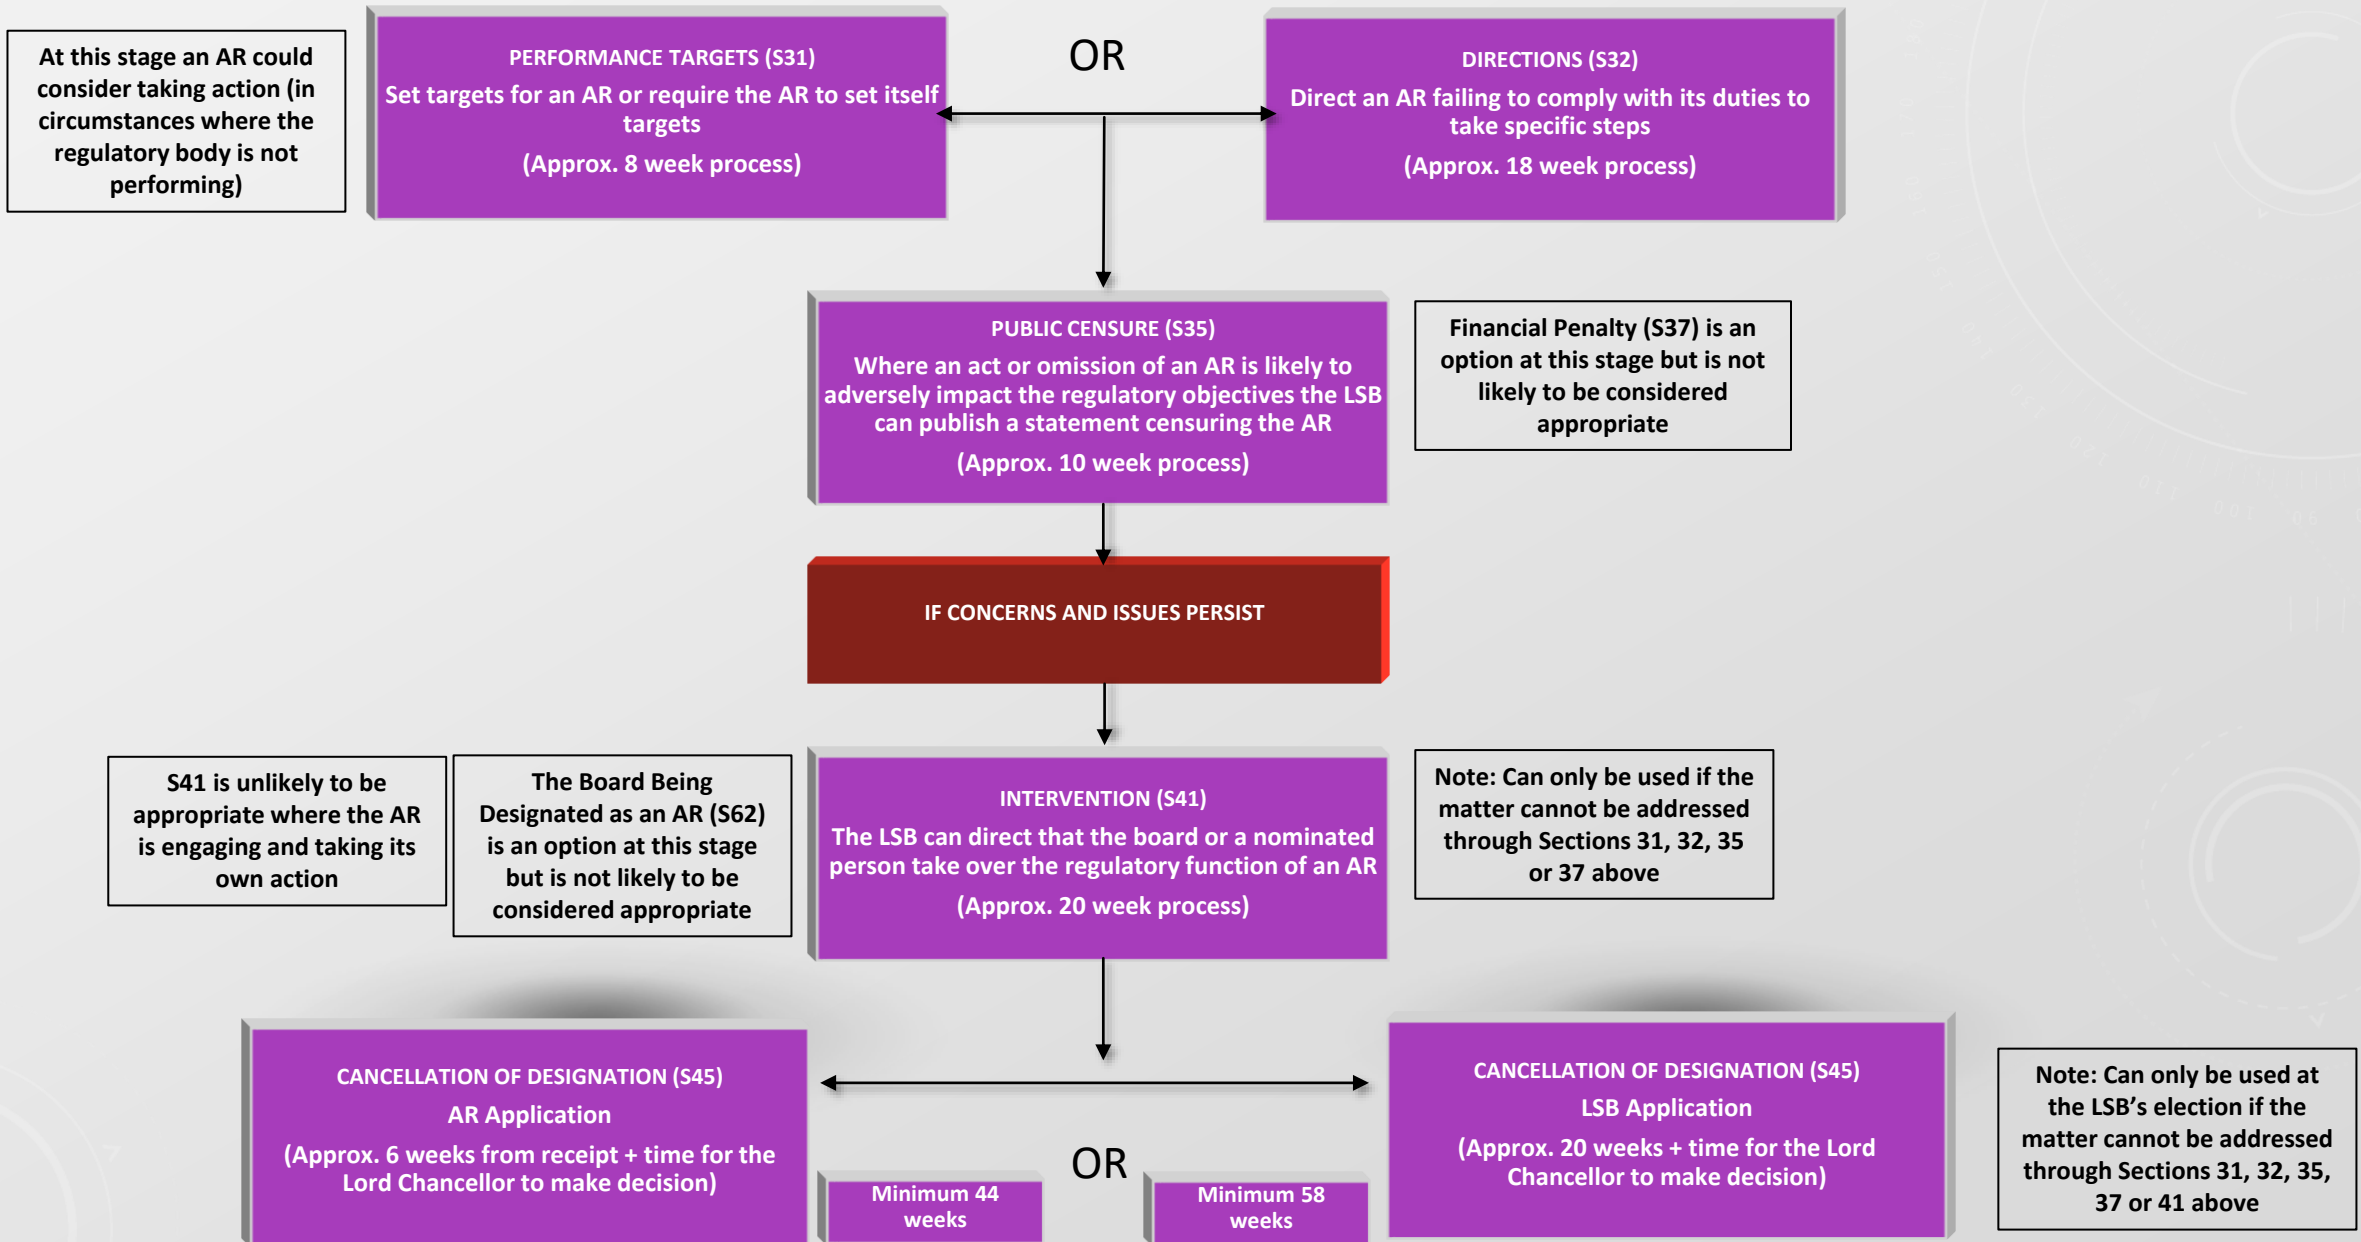 At this stage an AR could
consider taking action (in
circumstances where the
regulatory body is not
performing)
PERFORMANCE TARGETS (S31)
Set targets for an AR or require the AR to set itself
targets
(Approx. 8 week process)
OR
DIRECTIONS (S32)
Direct an AR failing to comply with its duties to
take specific steps
(Approx. 18 week process)
PUBLIC CENSURE (S35)
Where an act or omission of an AR is likely to
adversely impact the regulatory objectives the LSB
can publish a statement censuring the AR
(Approx. 10 week process)
Financial Penalty (S37) is an
option at this stage but is not
likely to be considered
appropriate
IF CONCERNS AND ISSUES PERSIST
S41 is unlikely to be
appropriate where the AR
is engaging and taking its
own action
The Board Being
Designated as an AR (S62)
is an option at this stage
but is not likely to be
considered appropriate
INTERVENTION (S41)
The LSB can direct that the board or a nominated
person take over the regulatory function of an AR
(Approx. 20 week process)
Note: Can only be used if the
matter cannot be addressed
through Sections 31, 32, 35
or 37 above
CANCELLATION OF DESIGNATION (S45)
AR Application
(Approx. 6 weeks from receipt + time for the
Lord Chancellor to make decision)
Minimum 44
weeks
OR
Minimum 58
weeks
CANCELLATION OF DESIGNATION (S45)
LSB Application
(Approx. 20 weeks + time for the Lord
Chancellor to make decision)
Note: Can only be used at
the LSB’s election if the
matter cannot be addressed
through Sections 31, 32, 35,
37 or 41 above